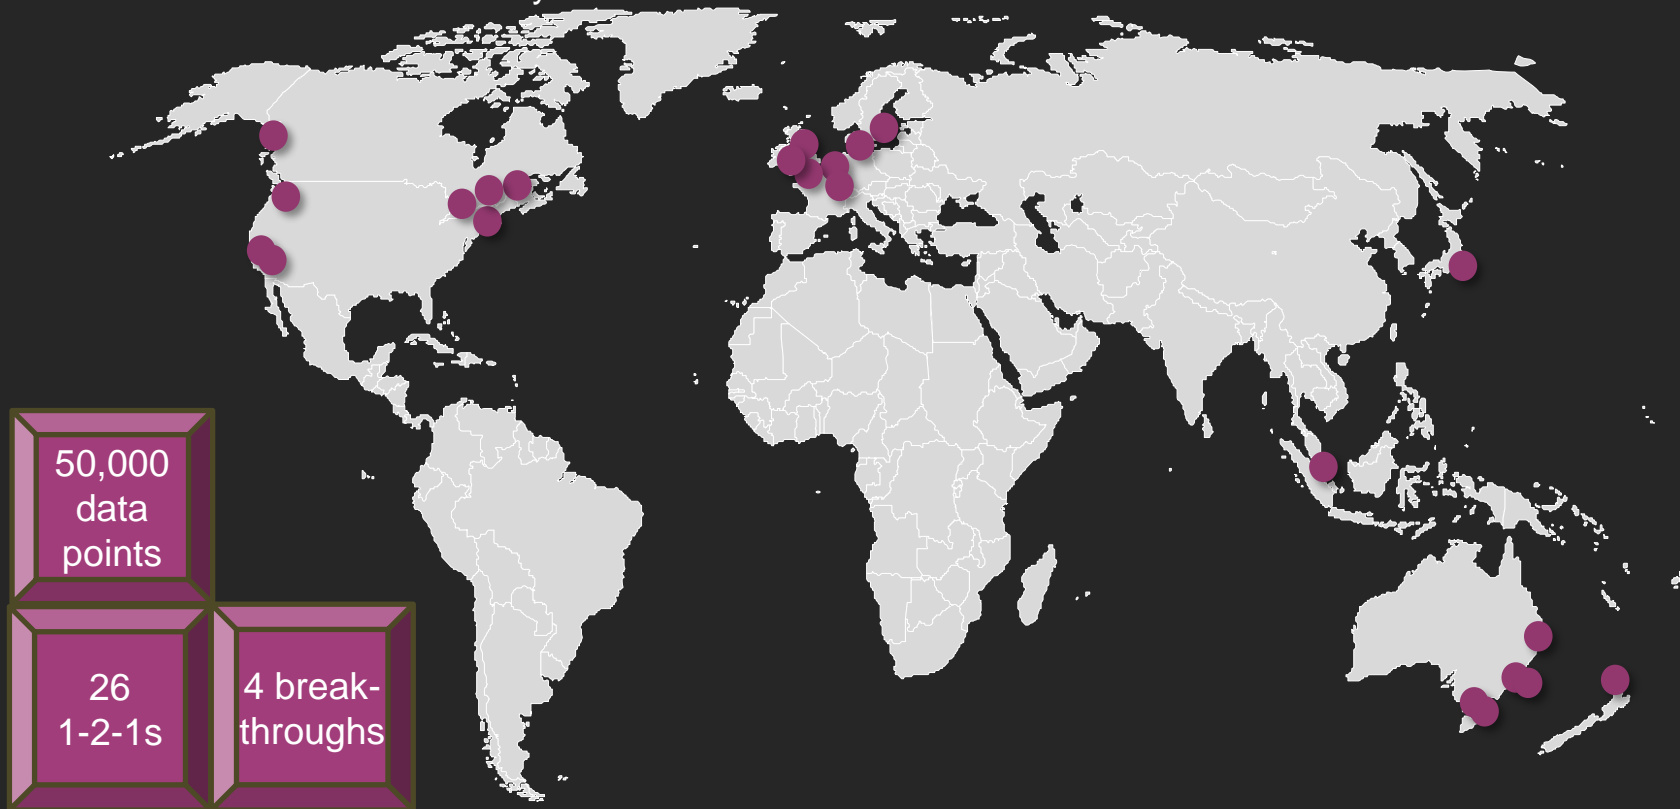 50,000
data
points
26
1-2-1s
4 break-
throughs